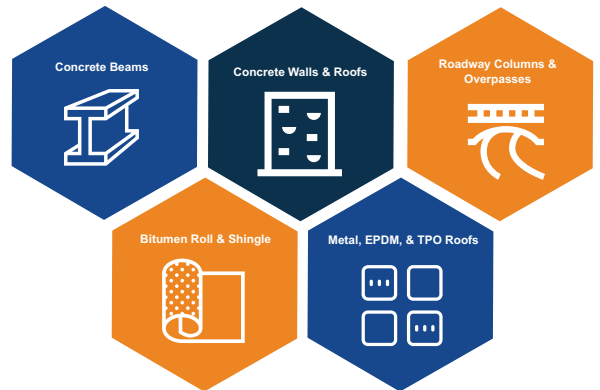 Concrete Beams
Concrete Walls & Roofs
Roadway Columns &
Overpasses
Bitumen Roll & Shingle
Metal, EPDM, & TPO Roofs